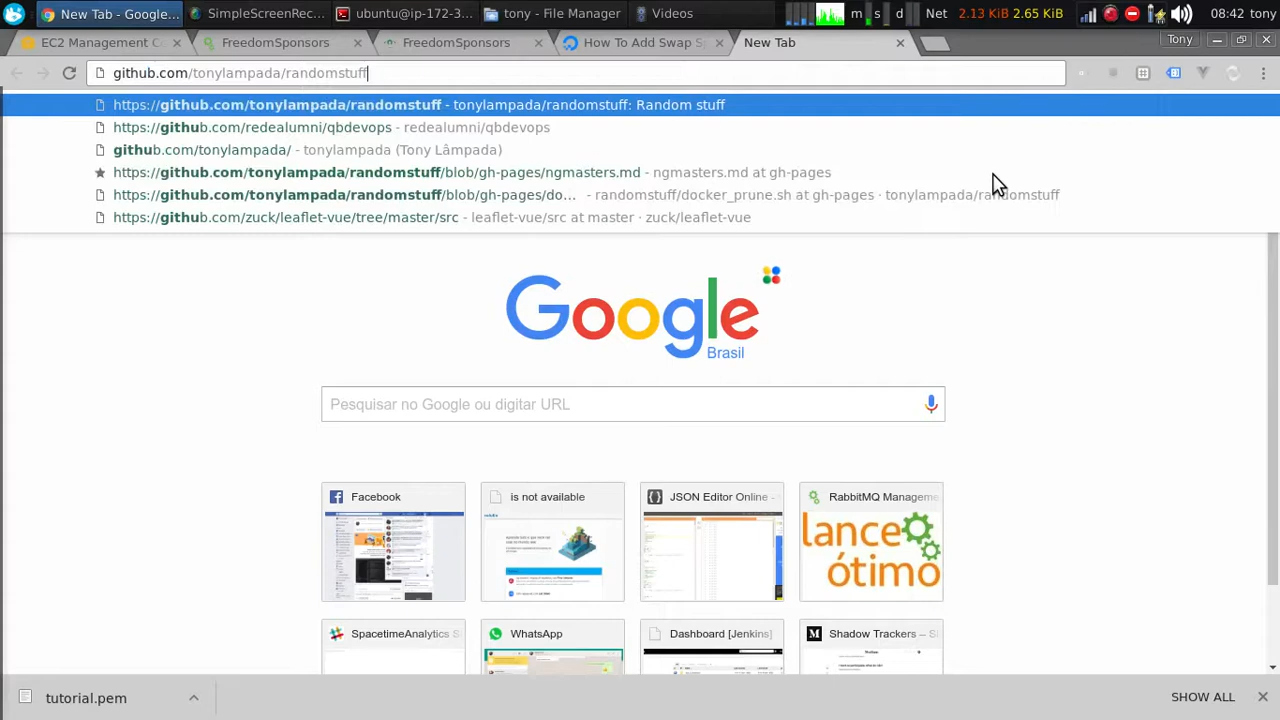 New Tab - Google... SimpleScreenRec... ubuntu@ip-172... tony - File Manager Videos m s d Net 2.13 KiB 2.65 KiB 08:42 tony
EC2 Management Co FreedomSponsors FreedomSponsors How To Add Swap S New Tab Tony
github.com/tonylampada/randomstuff
https://github.com/tonylampada/randomstuff - tonylampada/randomstuff: Random stuff
https://github.com/redealumni/qbdevops - redealumni/qbdevops
github.com/tonylampada/ - tonylampada (Tony Lâmpada)
https://github.com/tonylampada/randomstuff/blob/gh-pages/ngmasters.md - ngmasters.md at gh-pages
https://github.com/tonylampada/randomstuff/blob/gh-pages/do... - randomstuff/docker_prune.sh at gh-pages · tonylampada/randomstuff
https://github.com/zuck/leaflet-vue/tree/master/src - leaflet-vue/src at master · zuck/leaflet-vue
Google
Brasil
Pesquisar no Google ou digitar URL
Facebook is not available JSON Editor Online - RabbitMQ Manageme
lance
ótimo
SpacetimeAnalytics S WhatsApp Dashboard [Jenkins] Shadow Trackers –
tutorial.pem SHOW ALL